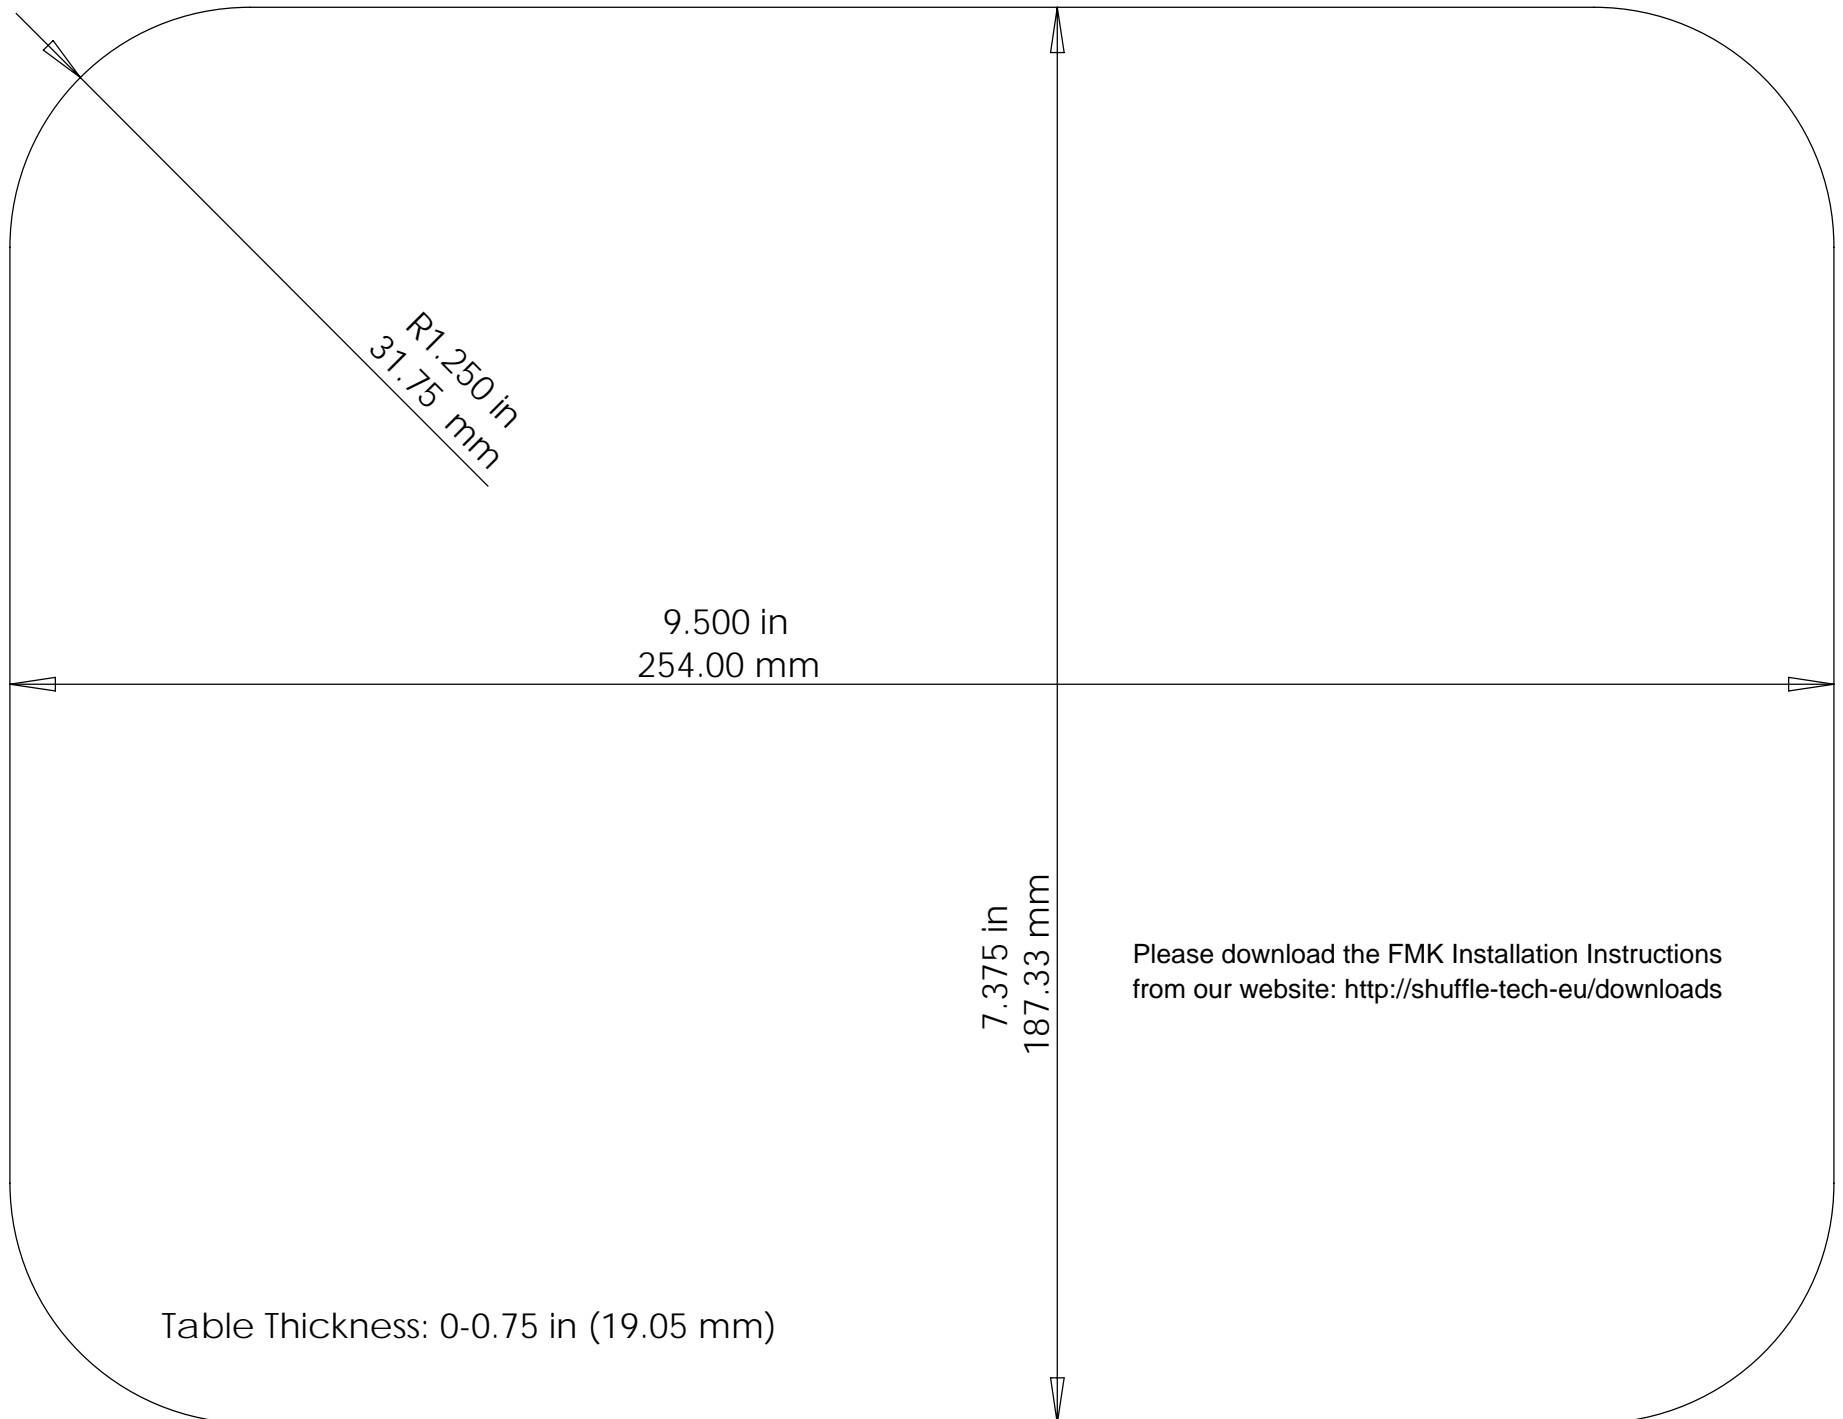 R1.250 in
31.75 mm
9.500 in
254.00 mm
7.375 in
187.33 mm
Please download the FMK Installation Instructions
from our website: http://shuffle-tech-eu/downloads
Table Thickness: 0-0.75 in (19.05 mm)